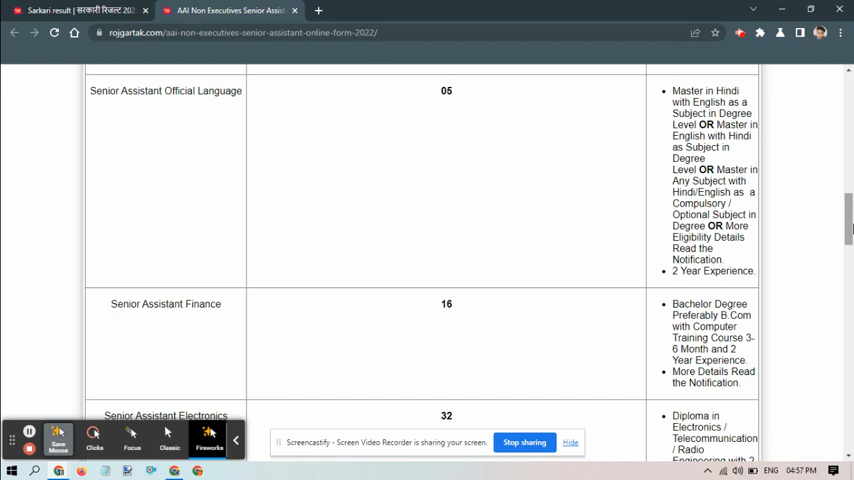 Sarkari result | सरकारी रिजल्ट 202
AAI Non Executives Senior Assist
rojgartak.com/aai-non-executives-senior-assistant-online-form-2022/
Senior Assistant Official Language
05
Master in Hindi
with English as a
Subject in Degree
Level OR Master in
English with Hindi
as Subject in
Degree
Level OR Master in
Any Subject with
Hindi/English as a
Compulsory /
Optional Subject in
Degree OR More
Eligibility Details
Read the
Notification.
2 Year Experience.
Senior Assistant Finance
16
Bachelor Degree
Preferably B.Com
with Computer
Training Course 3-
6 Month and 2
Year Experience.
More Details Read
the Notification.
Senior Assistant Electronics
32
Diploma in
Electronics /
Telecommunication
/ Radio
Engineering with 2
Save
Mouse
Clicks
Focus
Classic
Fireworks
Screencastify - Screen Video Recorder is sharing your screen.
Stop sharing
Hide
ENG
04:57 PM